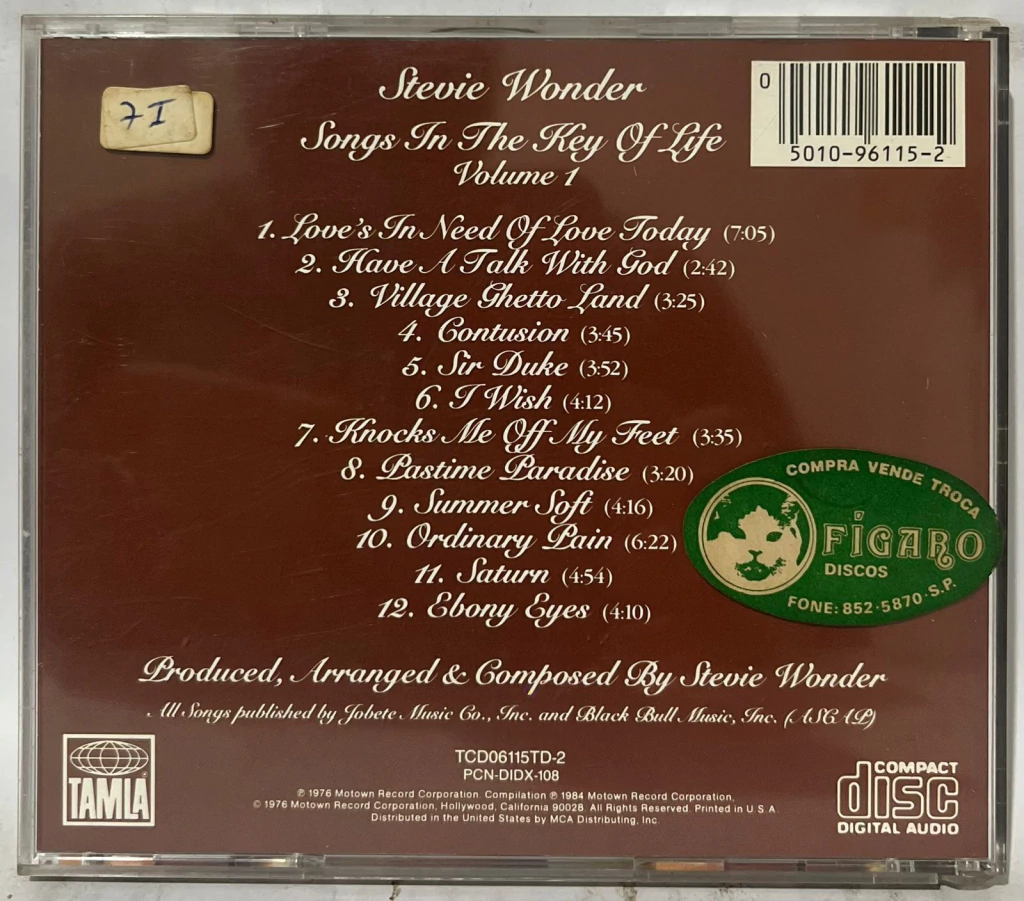 7 I
Stevie Wonder
Songs In The Key Of Life
Volume 1
0
5010-96115-2
1. Love's In Need Of Love Today (7:05)
2. Have A Talk With God (2:42)
3. Village Ghetto Land (3:25)
4. Contusion (3:45)
5. Sir Duke (3:52)
6. I Wish (4:12)
7. Knocks Me Off My Feet (3:35)
8. Pastime Paradise (3:20)
9. Summer Soft (4:16)
10. Ordinary Pain (6:22)
11. Saturn (4:54)
12. Ebony Eyes (4:10)
COMPRA VENDE TROCA
FÍGARO
DISCOS
FONE: 852-5870-S.P.
Produced, Arranged & Composed By Stevie Wonder
All Songs published by Jobete Music Co., Inc. and Black Bull Music, Inc. (ASCAP)
TAMLA
TCD06115TD-2
PCN-DIDX-108
℗ 1976 Motown Record Corporation. Compilation ℗ 1984 Motown Record Corporation.
© 1976 Motown Record Corporation, Hollywood, California 90028. All Rights Reserved. Printed in U.S.A.
Distributed in the United States by MCA Distributing, Inc.
COMPACT
disc
DIGITAL AUDIO